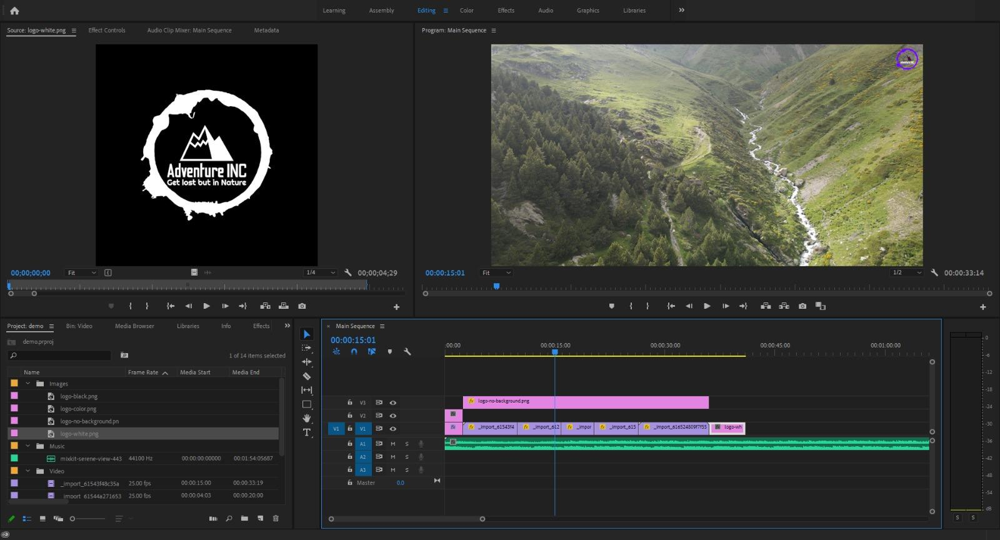 Learning Assembly Editing Color Effects Audio Graphics Libraries
Source: logo-white.png Effect Controls Audio Clip Mixer: Main Sequence Metadata
Adventure INC
Get lost but in Nature
00;00;00;00 Fit 1/4 00;00;04;29
Program: Main Sequence
Adventure INC
00:00:15:01 Fit 1/2 00:00:33:14
Project: demo Bin: Video Media Browser Libraries Info Effects
demo.prproj
1 of 14 items selected
Name Frame Rate Media Start Media End
Images
logo-black.png
logo-color.png
logo-no-background.pn
logo-white.png
Music
mixkit-serene-view-443 44100 Hz 00:00:00:00000 00:01:54:05687
Video
_import_61543f48c35a 25.00 fps 00:00:15:00 00:00:33:19
_import_61544a271653 25.00 fps 00:00:04:03 00:00:20:00
Main Sequence
00:00:15:01
:00:00 00:00:15:00 00:00:30:00 00:00:45:00 00:01:00:00
V3 fx logo-no-background.png
V2
V1 V1 fx _import_61543f4 fx _import_612 fx _impor fx _import_615 fx _import_616524809f7f55 logo-wh
A1 M S
A2 M S
A3 M S
Master 0.0
0
-6
-12
-18
-24
-30
-36
-42
-48
-54
dB
S S